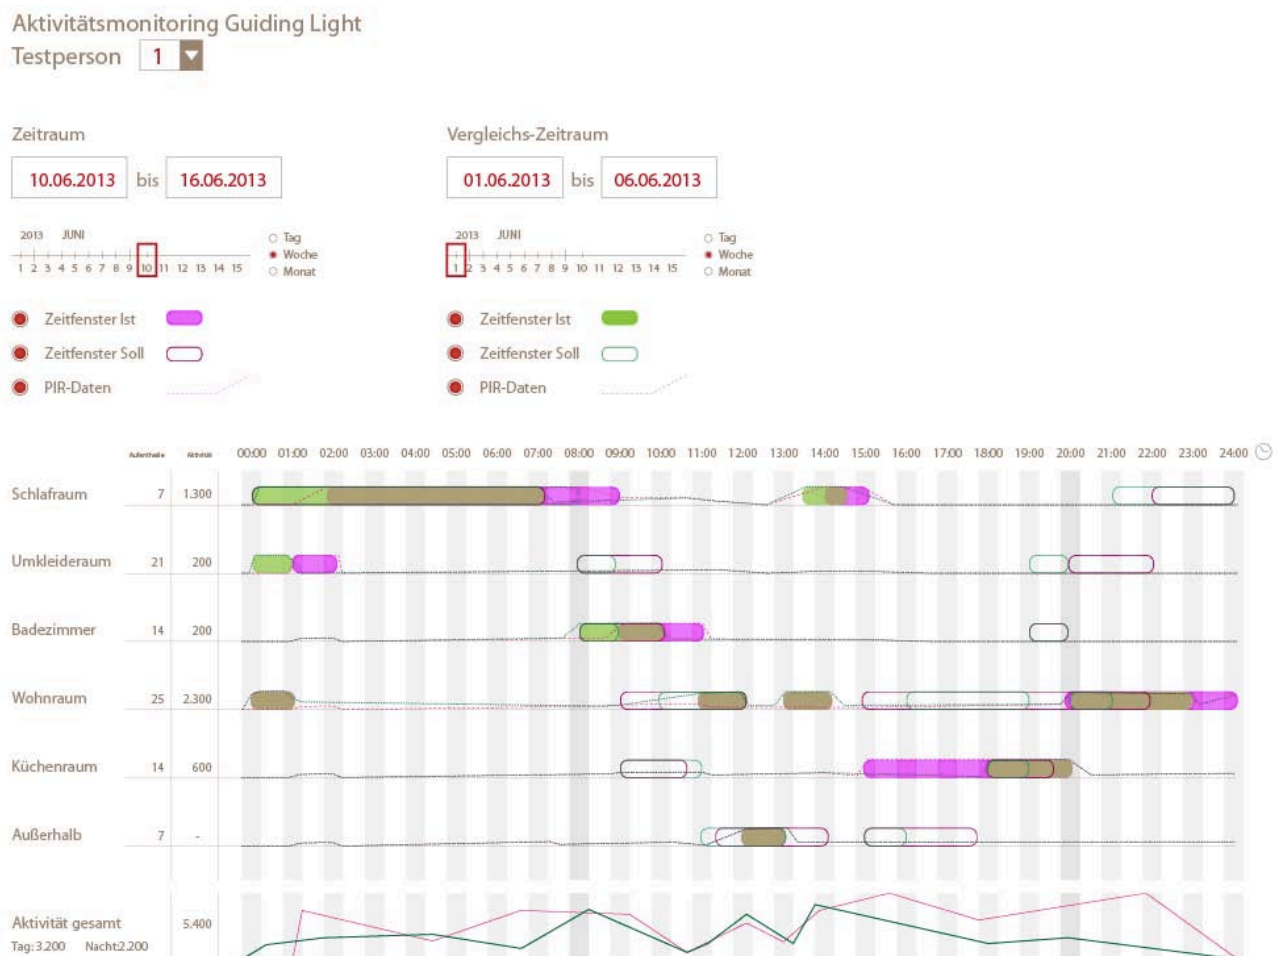 Aktivitätsmonitoring Guiding Light
Testperson 1
Zeitraum
10.06.2013 bis 16.06.2013
2013 JUNI
1 2 3 4 5 6 7 8 9 10 11 12 13 14 15
Tag
Woche
Monat
Zeitfenster Ist
Zeitfenster Soll
PIR-Daten
Vergleichs-Zeitraum
01.06.2013 bis 06.06.2013
2013 JUNI
1 2 3 4 5 6 7 8 9 10 11 12 13 14 15
Tag
Woche
Monat
Zeitfenster Ist
Zeitfenster Soll
PIR-Daten
Aufenthalte Aktivität 00:00 01:00 02:00 03:00 04:00 05:00 06:00 07:00 08:00 09:00 10:00 11:00 12:00 13:00 14:00 15:00 16:00 17:00 18:00 19:00 20:00 21:00 22:00 23:00 24:00
Schlafraum 7 1.300
Umkleideraum 21 200
Badezimmer 14 200
Wohnraum 25 2.300
Küchenraum 14 600
Außerhalb 7 -
Aktivität gesamt 5.400
Tag: 3.200 Nacht:2.200